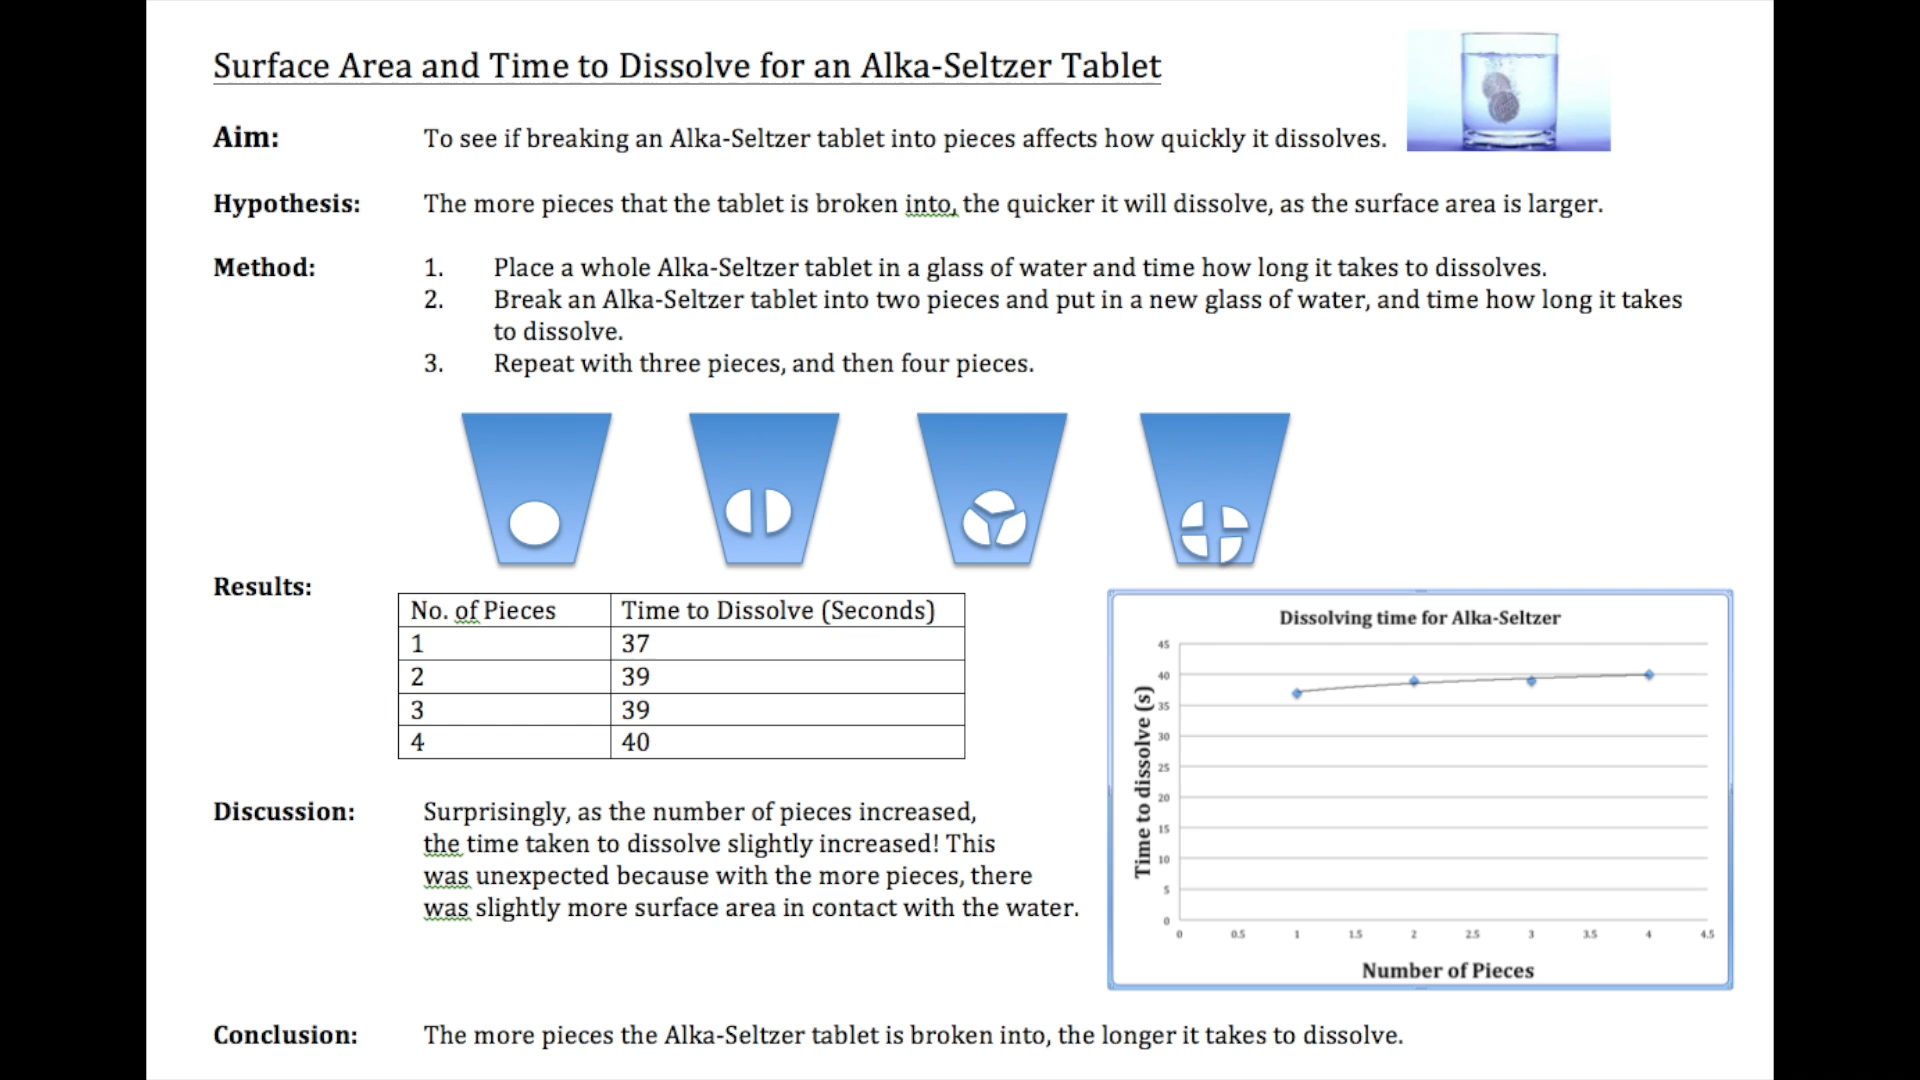 Surface Area and Time to Dissolve for an Alka-Seltzer Tablet
Aim: To see if breaking an Alka-Seltzer tablet into pieces affects how quickly it dissolves.
Hypothesis: The more pieces that the tablet is broken into, the quicker it will dissolve, as the surface area is larger.
Method: 1. Place a whole Alka-Seltzer tablet in a glass of water and time how long it takes to dissolves.
2. Break an Alka-Seltzer tablet into two pieces and put in a new glass of water, and time how long it takes
to dissolve.
3. Repeat with three pieces, and then four pieces.
Results:
No. of Pieces Time to Dissolve (Seconds)
1 37
2 39
3 39
4 40
Dissolving time for Alka-Seltzer
Time to dissolve (s)
45
40
35
30
25
20
15
10
5
0
0 0.5 1 1.5 2 2.5 3 3.5 4 4.5
Number of Pieces
Discussion: Surprisingly, as the number of pieces increased,
the time taken to dissolve slightly increased! This
was unexpected because with the more pieces, there
was slightly more surface area in contact with the water.
Conclusion: The more pieces the Alka-Seltzer tablet is broken into, the longer it takes to dissolve.